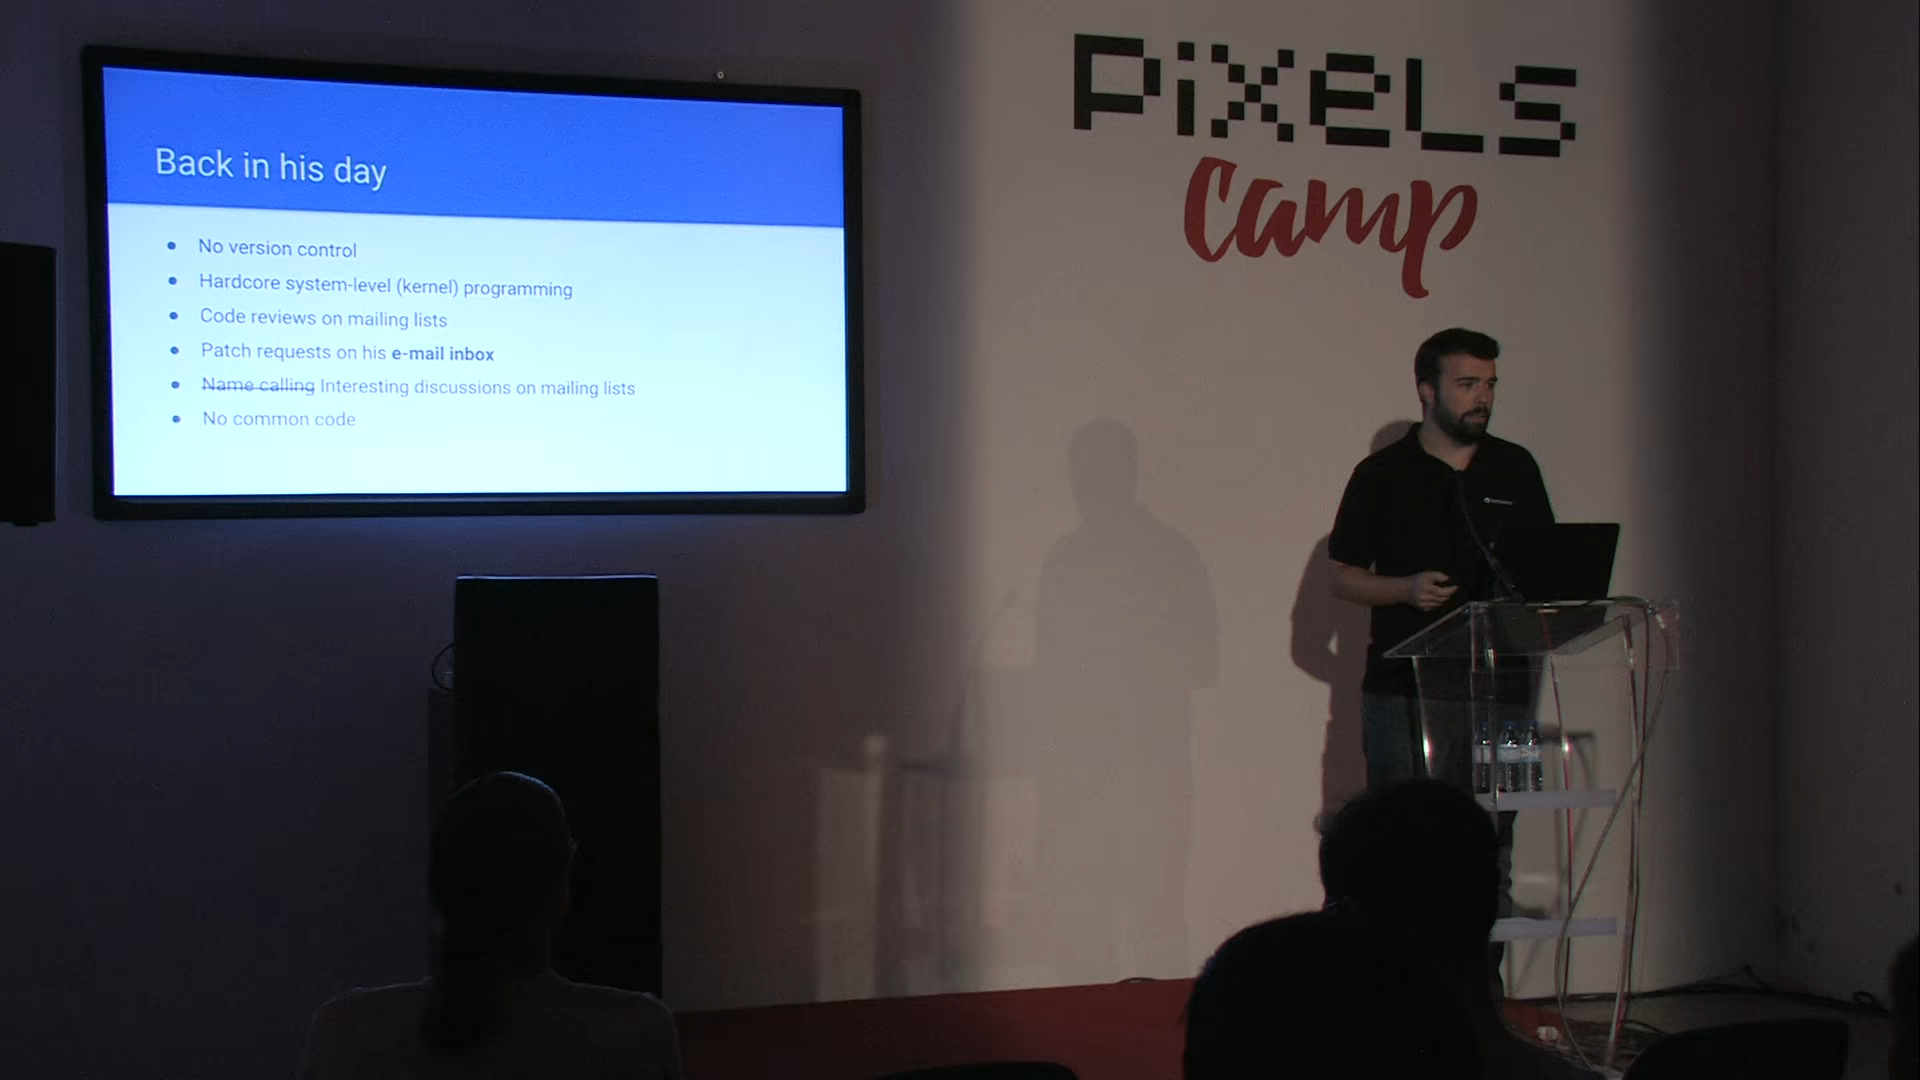 Back in his day
No version control
Hardcore system-level (kernel) programming
Code reviews on mailing lists
Patch requests on his e-mail inbox
Name calling Interesting discussions on mailing lists
No common code
PixELS
Camp